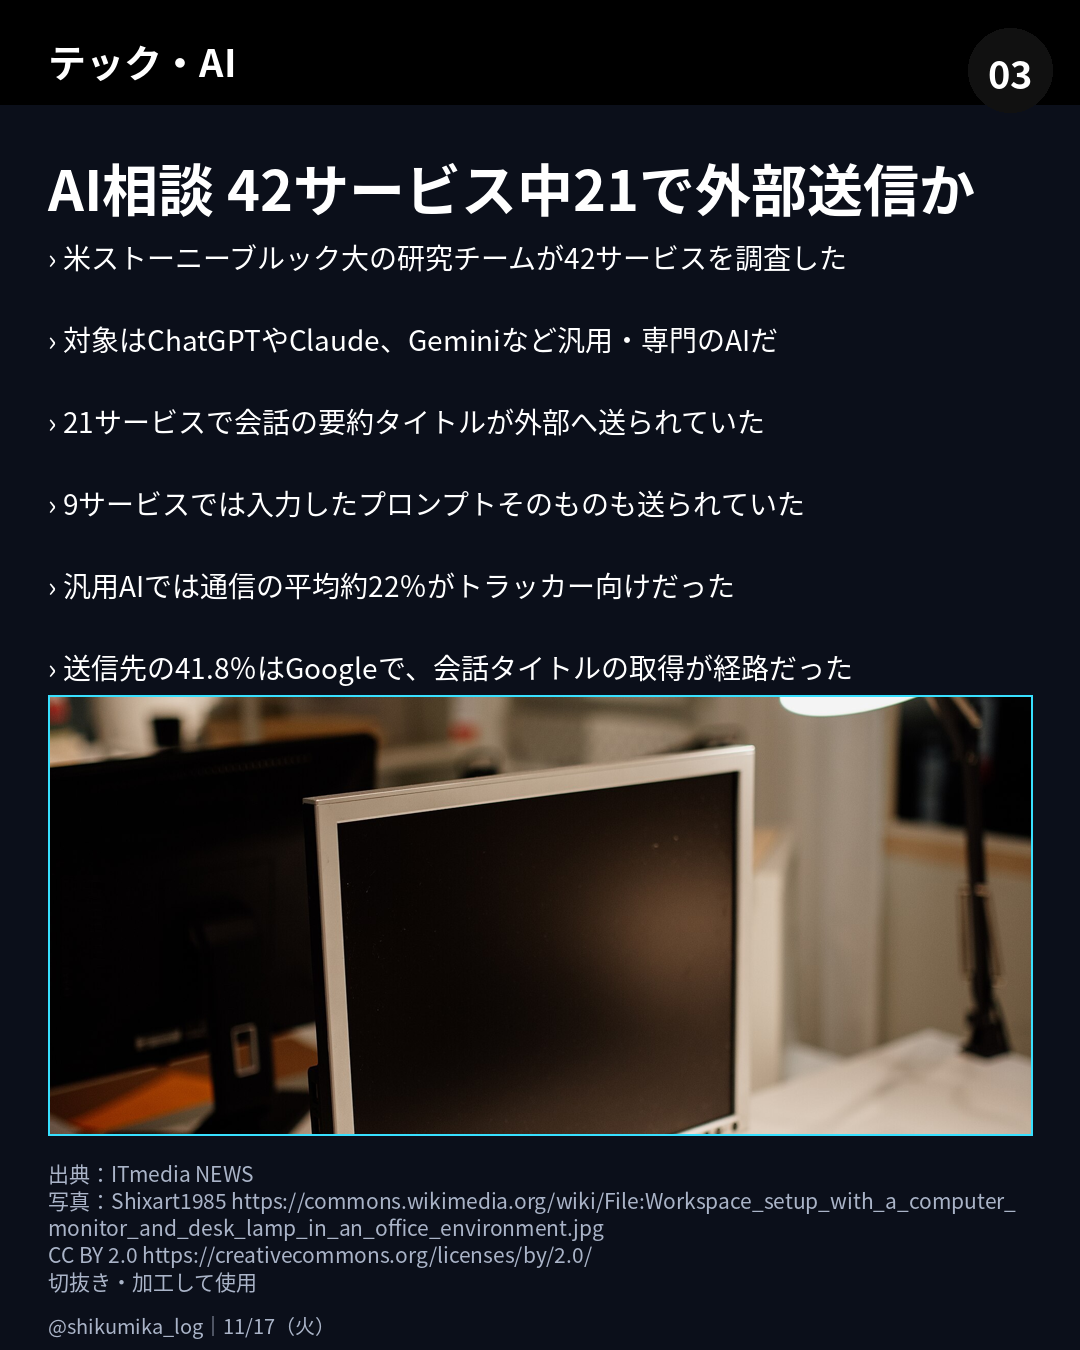 テック・AI
03
AI相談 42サービス中21で外部送信か
› 米ストーニーブルック大の研究チームが42サービスを調査した
› 対象はChatGPTやClaude、Geminiなど汎用・専門のAIだ
› 21サービスで会話の要約タイトルが外部へ送られていた
› 9サービスでは入力したプロンプトそのものも送られていた
› 汎用AIでは通信の平均約22%がトラッカー向けだった
› 送信先の41.8%はGoogleで、会話タイトルの取得が経路だった
出典：ITmedia NEWS
写真：Shixart1985 https://commons.wikimedia.org/wiki/File:Workspace_setup_with_a_computer_
monitor_and_desk_lamp_in_an_office_environment.jpg
CC BY 2.0 https://creativecommons.org/licenses/by/2.0/
切抜き・加工して使用
@shikumika_log｜11/17（火）